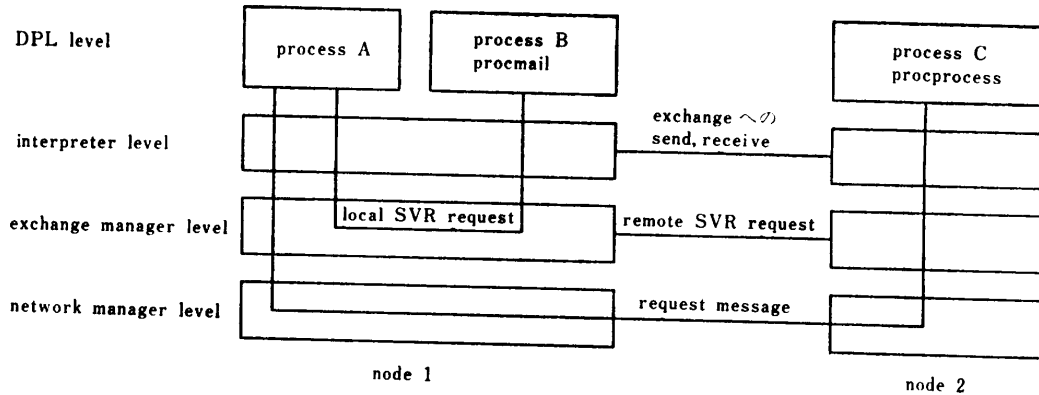 DPL level
process A
process B
procmail
process C
procprocess
interpreter level
exchange への
send, receive
exchange manager level
local SVR request
remote SVR request
network manager level
request message
node 1
node 2